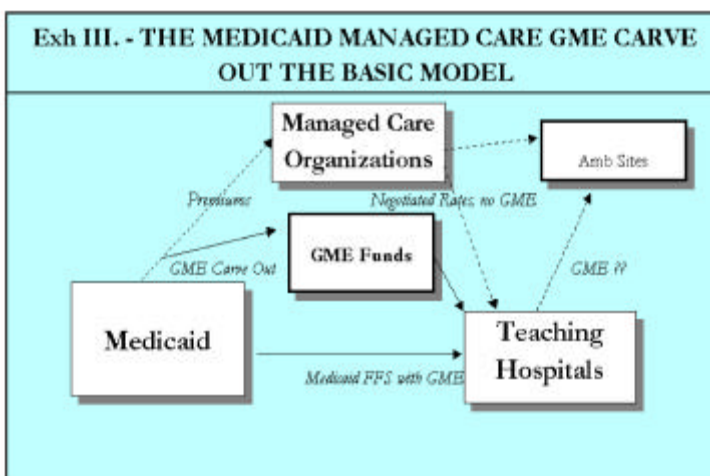 Exh III. - THE MEDICAID MANAGED CARE GME CARVE
OUT THE BASIC MODEL
Managed Care
Organizations
Amb Sites
Premiums
Negotiated Rates, no GME
GME Carve Out
GME Funds
GME ??
Medicaid
Teaching
Hospitals
Medicaid FFS with GME